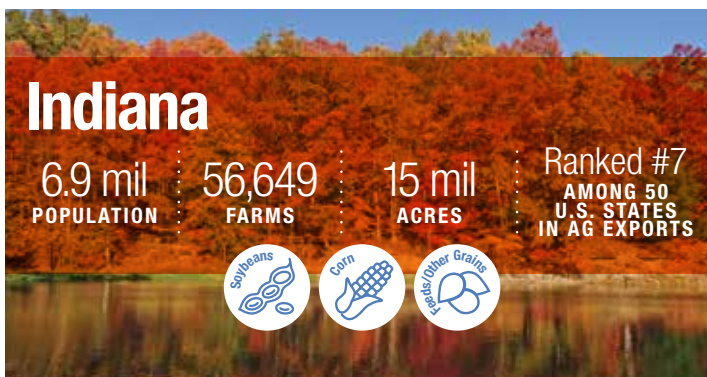 Indiana
6.9 mil
POPULATION
56,649
FARMS
15 mil
ACRES
Ranked #7
AMONG 50
U.S. STATES
IN AG EXPORTS
Soybeans
Corn
Feeds/Other Grains